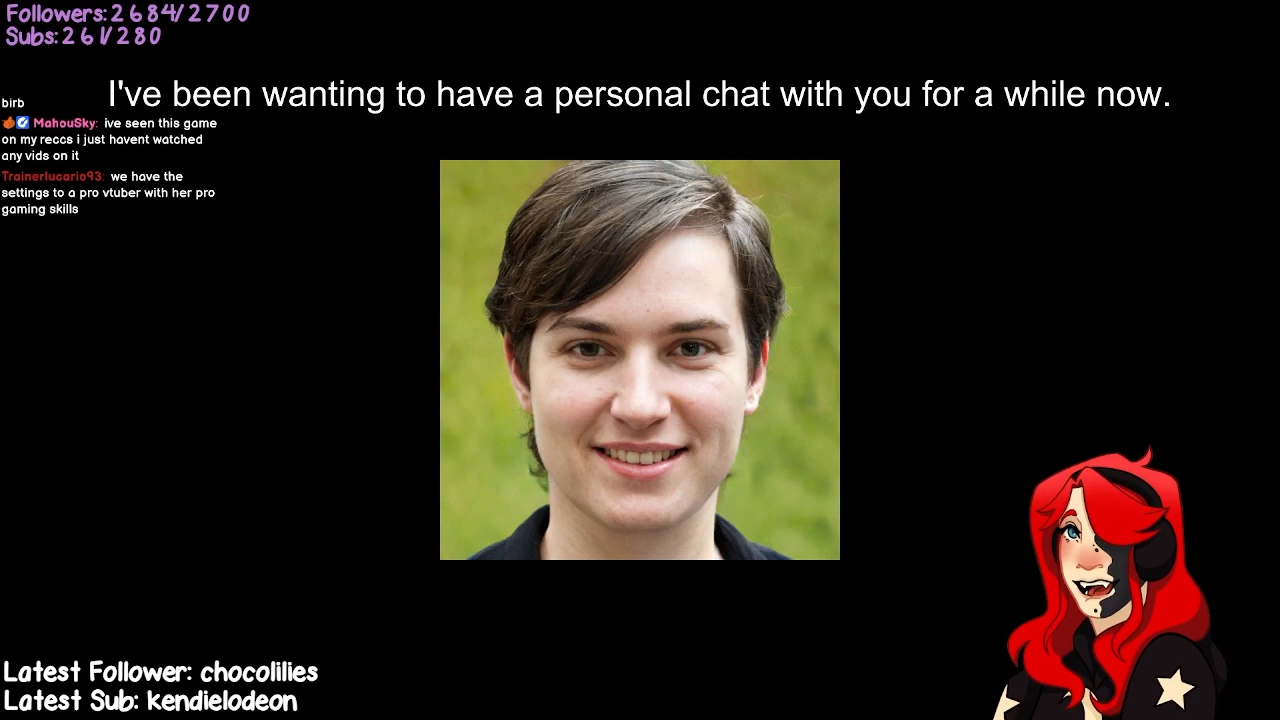 Followers:2684/2700
Subs:261/280
I've been wanting to have a personal chat with you for a while now.
birb
MahouSky: ive seen this game
on my reccs i just havent watched
any vids on it
Trainerlucario93: we have the
settings to a pro vtuber with her pro
gaming skills
Latest Follower: chocolilies
Latest Sub: kendielodeon